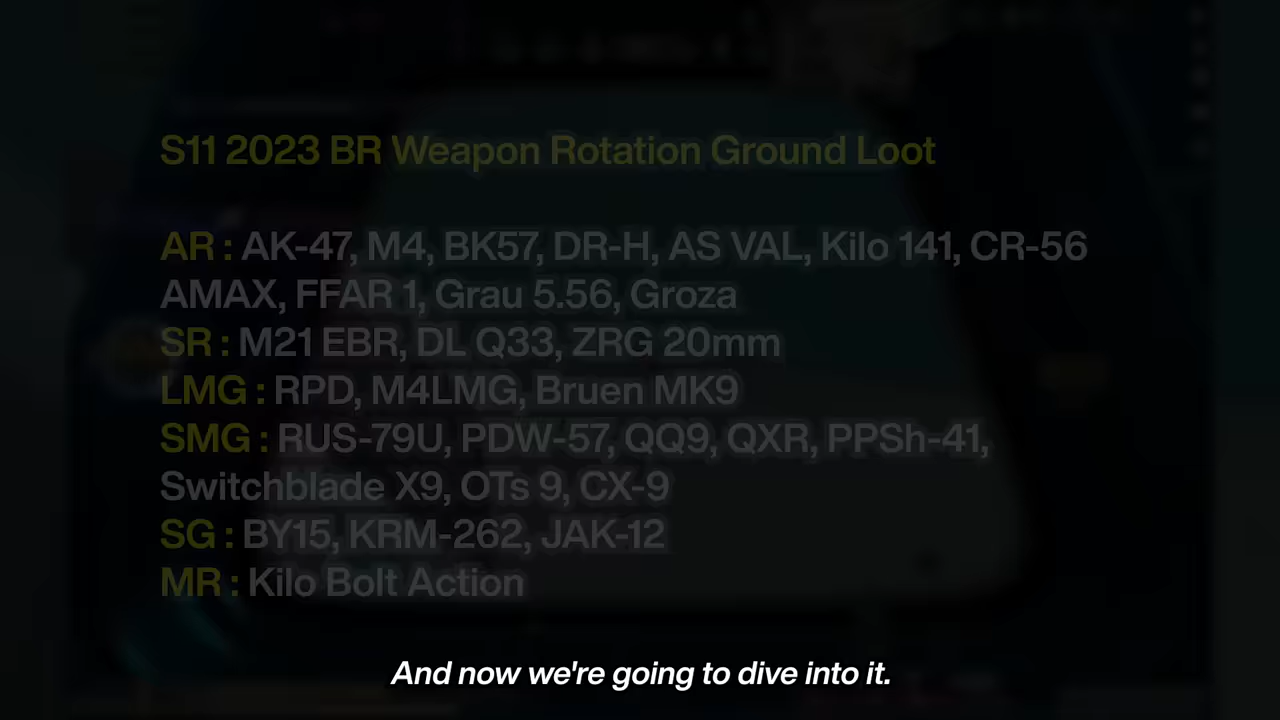 S11 2023 BR Weapon Rotation Ground Loot
AR : AK-47, M4, BK57, DR-H, AS VAL, Kilo 141, CR-56
AMAX, FFAR 1, Grau 5.56, Groza
SR : M21 EBR, DL Q33, ZRG 20mm
LMG : RPD, M4LMG, Bruen MK9
SMG : RUS-79U, PDW-57, QQ9, QXR, PPSh-41,
Switchblade X9, OTs 9, CX-9
SG : BY15, KRM-262, JAK-12
MR : Kilo Bolt Action
And now we're going to dive into it.